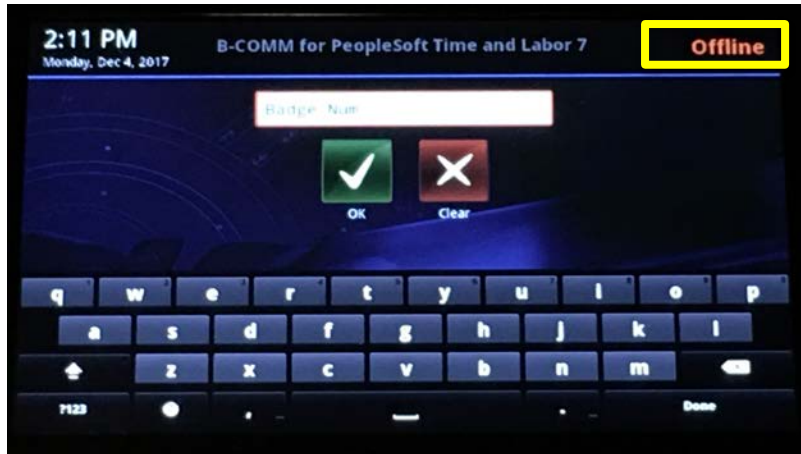 2:11 PM
Monday, Dec 4, 2017
B-COMM for PeopleSoft Time and Labor 7
Offline
Badge Num
OK
Clear
q w e r t y u i o p
a s d f g h j k l
z x c v b n m
?123 , _ . _ Done